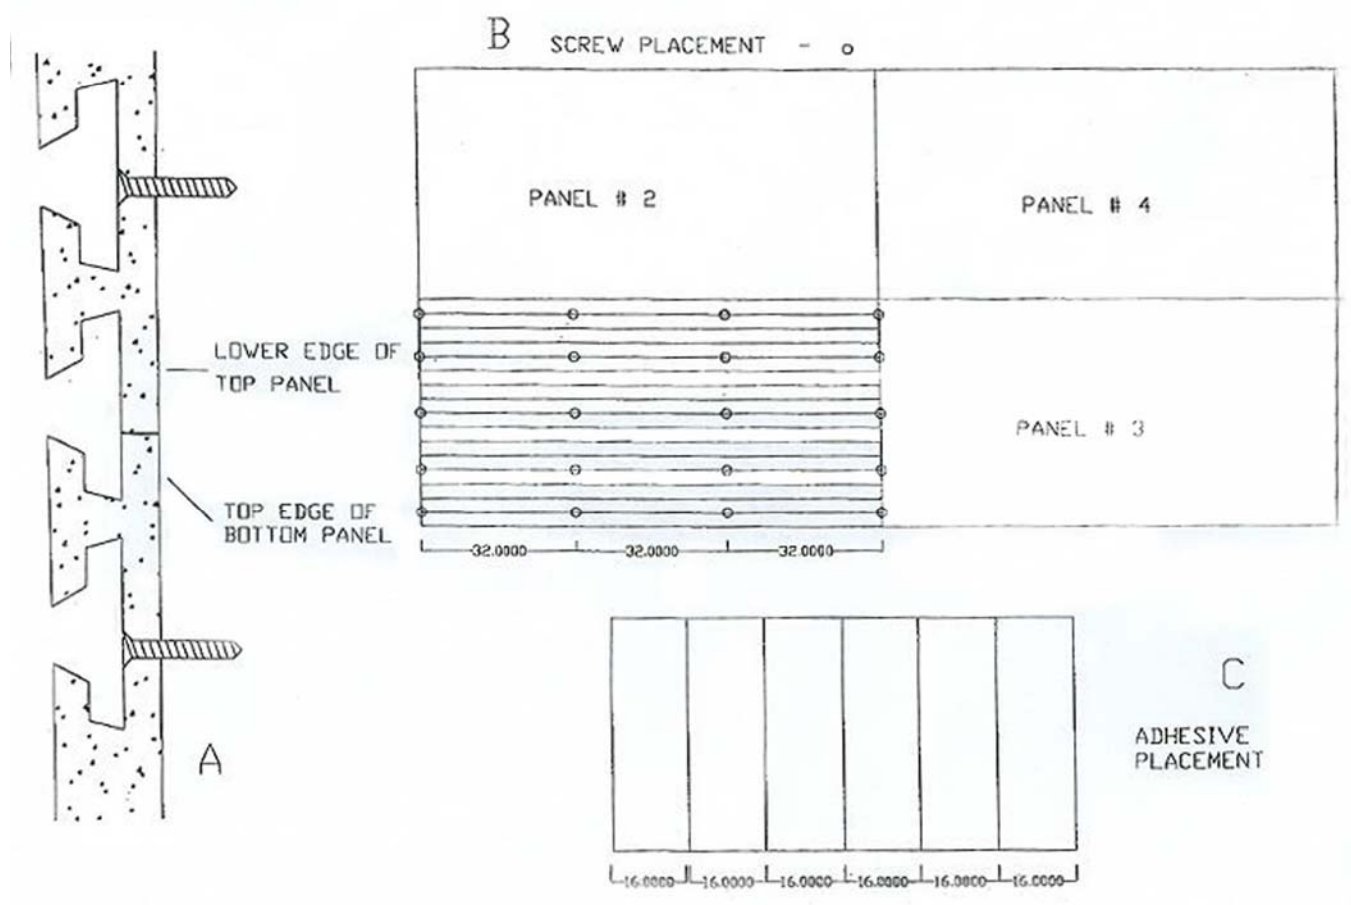 B
SCREW PLACEMENT - o
PANEL # 2
PANEL # 4
LOWER EDGE OF
TOP PANEL
PANEL # 3
TOP EDGE OF
BOTTOM PANEL
32.0000 32.0000 32.0000
A
C
ADHESIVE
PLACEMENT
16.0000 16.0000 16.0000 16.0000 16.0000 16.0000